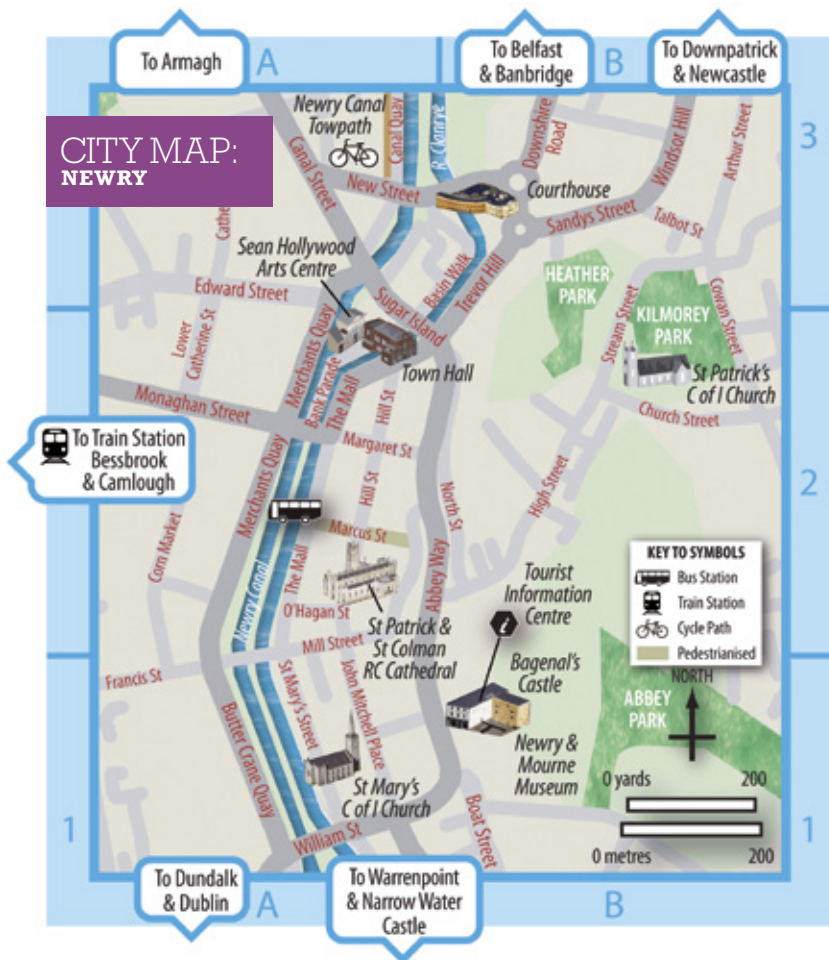 To Armagh
A
To Belfast
& Banbridge
B
To Downpatrick
& Newcastle
CITY MAP:
NEWRY
3
Newry Canal
Towpath
Canal Quay
R. Clanrye
Downshire
Road
Windsor Hill
Arthur Street
Canal Street
New Street
Courthouse
Sandys Street
Talbot St
Sean Hollywood
Arts Centre
Edward Street
Sugar Island
Basin Walk
Trevor Hill
HEATHER
PARK
Stream Street
KILMOREY
PARK
Cowan Street
Lower
Catherine St
Merchants Quay
Bank Parade
The Mall
Town Hall
St Patrick's
C of I Church
Monaghan Street
Hill St
Church Street
To Train Station
Bessbrook
& Camlough
Margaret St
2
Merchants Quay
Hill St
North St
High Street
Corn Market
Marcus St
The Mall
Abbey Way
Newry Canal
O'Hagan St
St Patrick &
St Colman
RC Cathedral
Mill Street
Tourist
Information
Centre
i
KEY TO SYMBOLS
Bus Station
Train Station
Cycle Path
Pedestrianised
NORTH
Francis St
St Mary's Street
John Mitchell Place
Bagenal's
Castle
ABBEY
PARK
Butter Crane Quay
Newry &
Mourne
Museum
St Mary's
C of I Church
0 yards 200
0 metres 200
1
1
William St
Boat Street
To Dundalk
& Dublin
A
To Warrenpoint
& Narrow Water
Castle
B